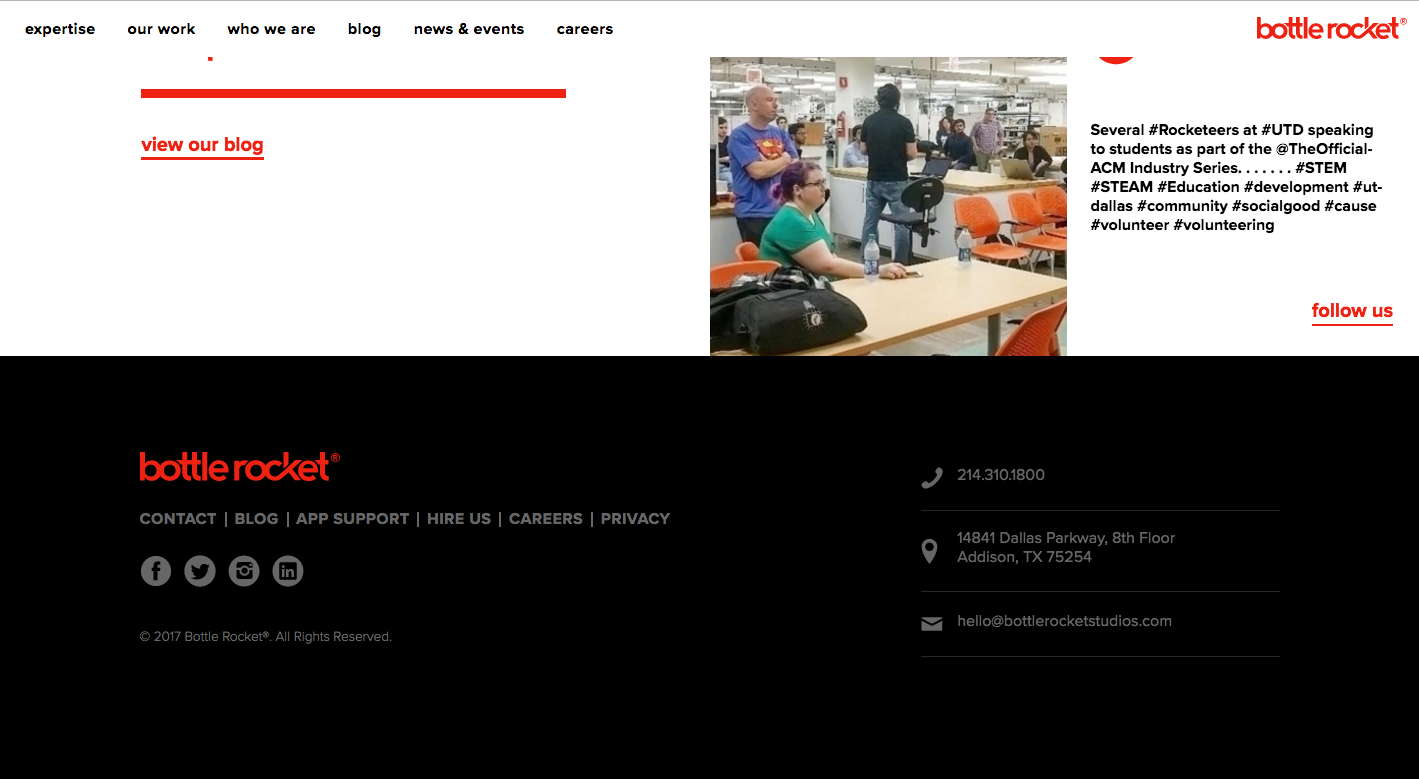 expertise our work who we are blog news & events careers bottle rocket®
view our blog
Several #Rocketeers at #UTD speaking
to students as part of the @TheOfficial-
ACM Industry Series. . . . . . . #STEM
#STEAM #Education #development #ut-
dallas #community #socialgood #cause
#volunteer #volunteering
follow us
bottle rocket®
CONTACT | BLOG | APP SUPPORT | HIRE US | CAREERS | PRIVACY
© 2017 Bottle Rocket®. All Rights Reserved.
214.310.1800
14841 Dallas Parkway, 8th Floor
Addison, TX 75254
hello@bottlerocketstudios.com